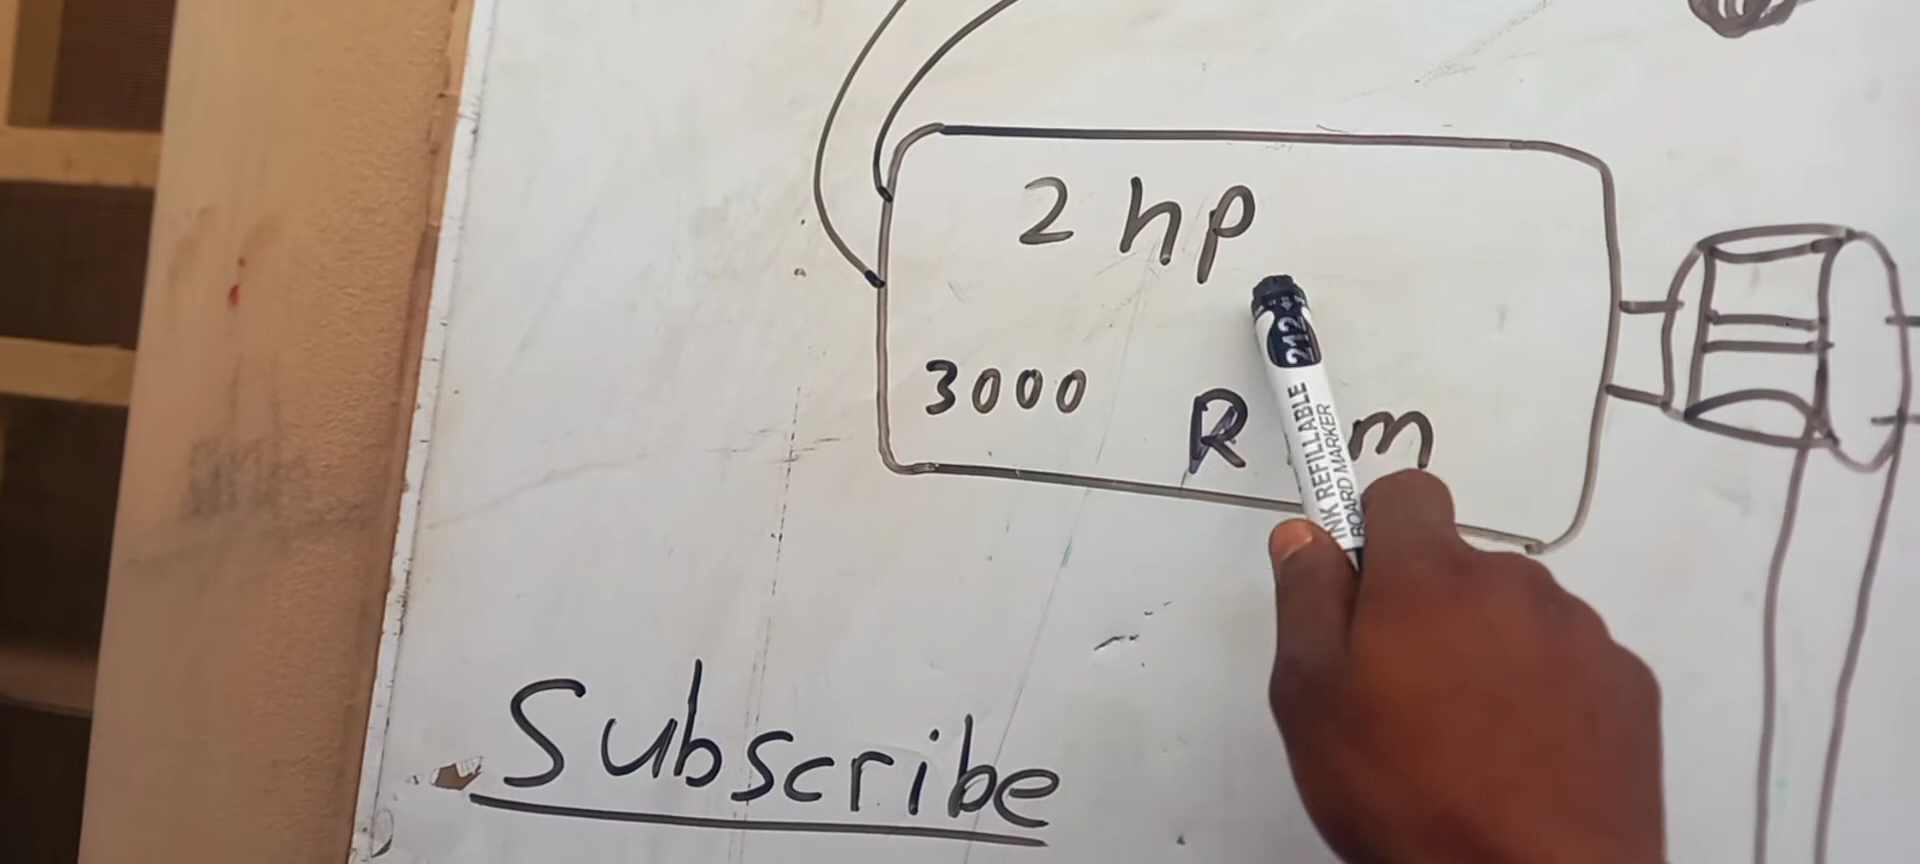 2 hp
3000 R m
212
INK REFILLABLE
BOARD MARKER
Subscribe